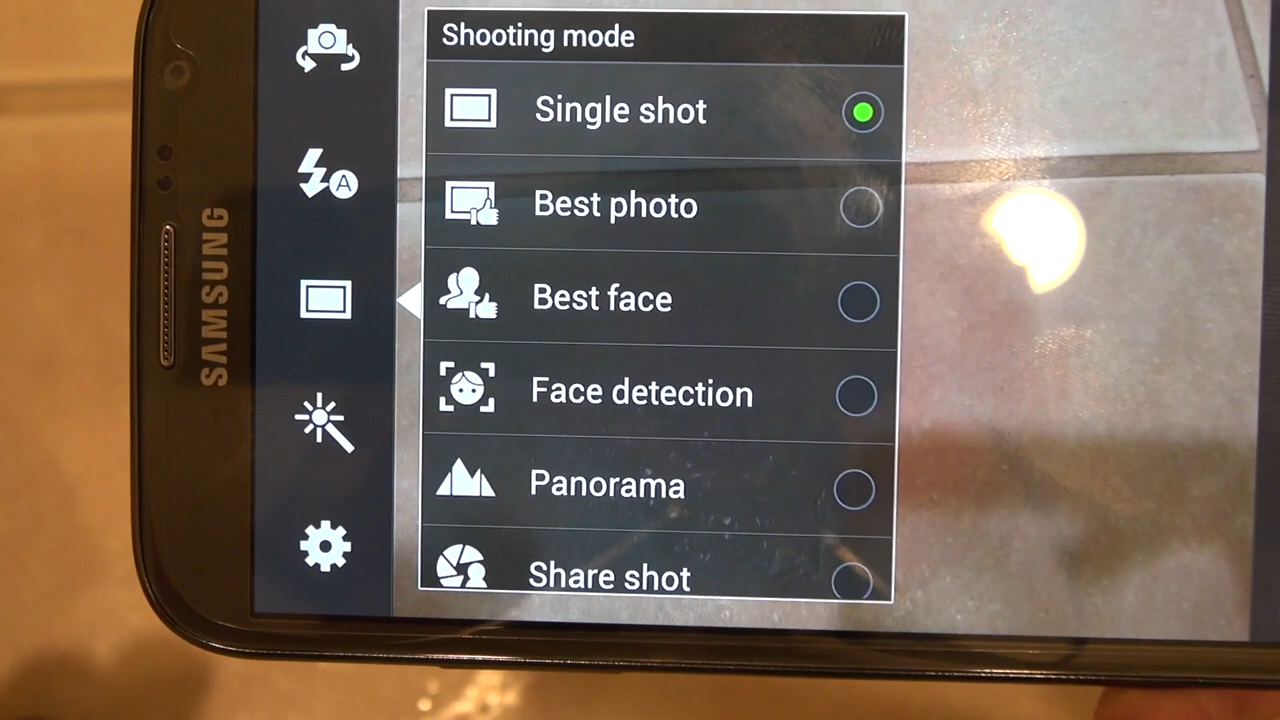 SAMSUNG
Shooting mode
Single shot
Best photo
Best face
Face detection
Panorama
Share shot
A